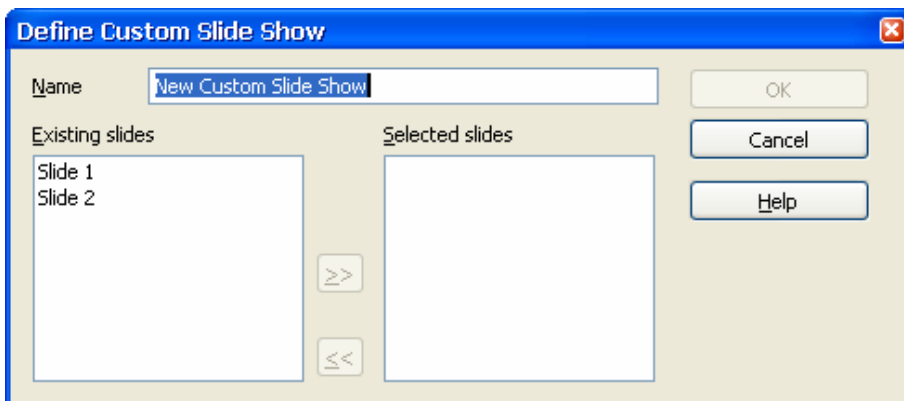 Define Custom Slide Show
Name
New Custom Slide Show
OK
Existing slides
Selected slides
Cancel
Slide 1
Slide 2
Help
>>
<<